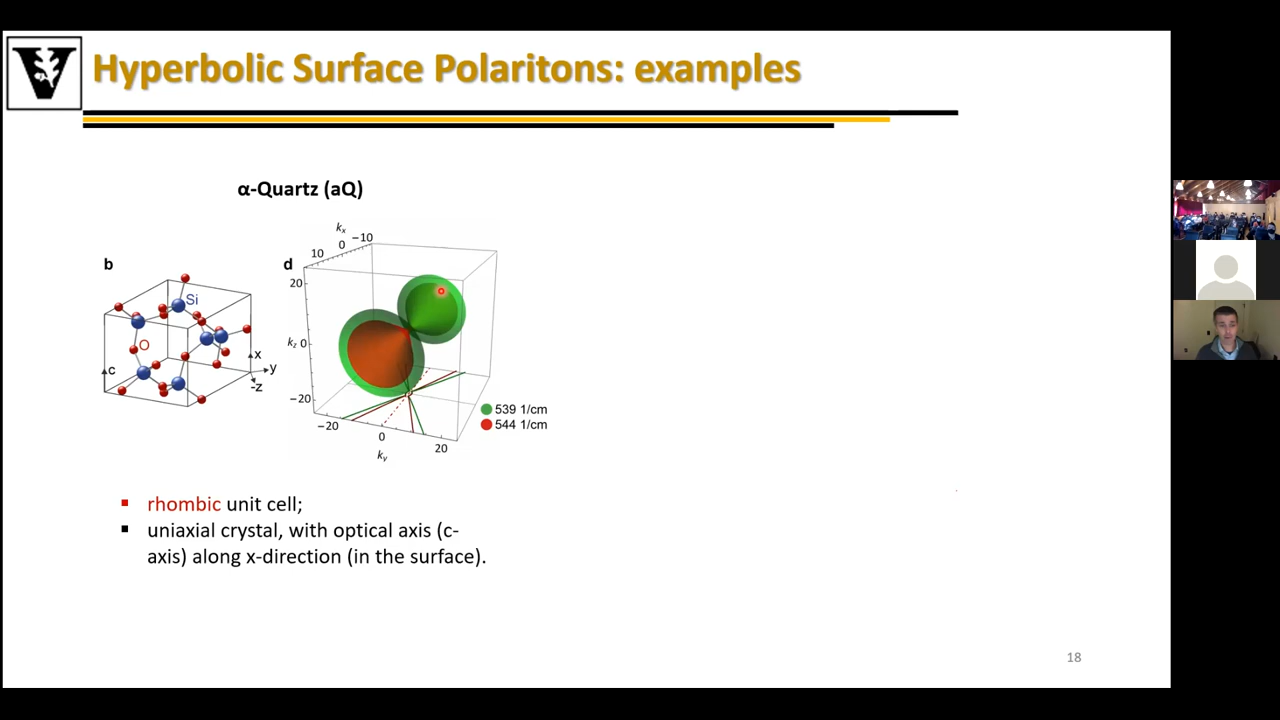 V
Hyperbolic Surface Polaritons: examples
α-Quartz (aQ)
b
Si
O
c
x
y
-z
d
kx
10 0 -10
20
kz 0
-20
-20 0 20
ky
539 1/cm
544 1/cm
rhombic unit cell;
uniaxial crystal, with optical axis (c-
axis) along x-direction (in the surface).
18